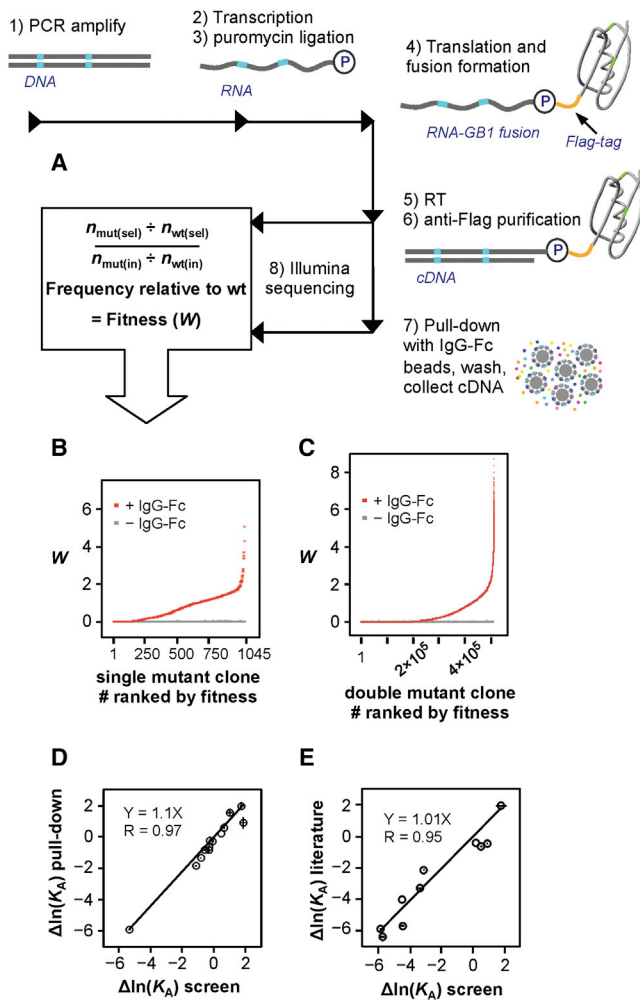 1) PCR amplify
DNA
2) Transcription
3) puromycin ligation
P
RNA
4) Translation and
fusion formation
P
RNA-GB1 fusion
Flag-tag
A
5) RT
6) anti-Flag purification
P
cDNA
7) Pull-down
with IgG-Fc
beads, wash,
collect cDNA
8) Illumina
sequencing
n_mut(sel) ÷ n_wt(sel)
n_mut(in) ÷ n_wt(in)
Frequency relative to wt
= Fitness (W)
B
+ IgG-Fc
− IgG-Fc
W
6
4
2
0
1
250
500
750
1045
single mutant clone
# ranked by fitness
C
+ IgG-Fc
− IgG-Fc
W
8
6
4
2
0
1
2×10⁵
4×10⁵
double mutant clone
# ranked by fitness
D
Y = 1.1X
R = 0.97
Δln(K_A) pull-down
2
0
−2
−4
−6
−6 −4 −2 0 2
Δln(K_A) screen
E
Y = 1.01X
R = 0.95
Δln(K_A) literature
2
0
−2
−4
−6
−6 −4 −2 0 2
Δln(K_A) screen